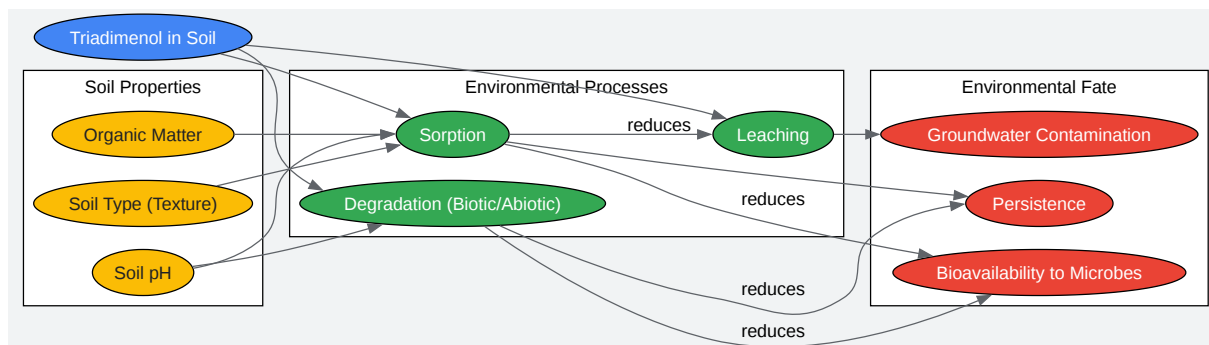 Triadimenol in Soil
Soil Properties
Organic Matter
Soil Type (Texture)
Soil pH
Environmental Processes
Sorption
reduces
Leaching
Degradation (Biotic/Abiotic)
reduces
reduces
reduces
Environmental Fate
Groundwater Contamination
Persistence
Bioavailability to Microbes